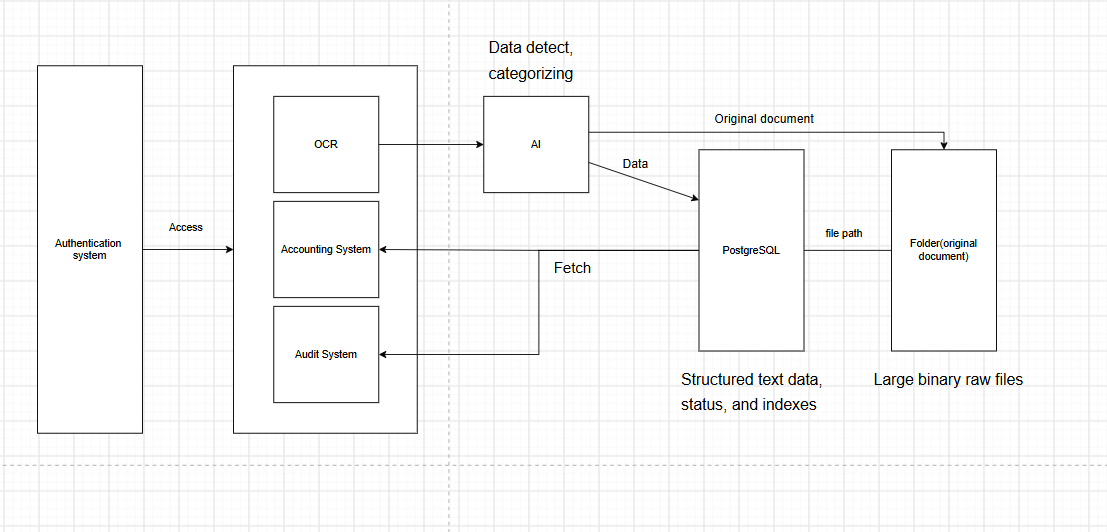 Data detect,
categorizing
OCR
AI
Original document
Data
Access
Authentication
system
Accounting System
Fetch
PostgreSQL
file path
Folder(original
document)
Audit System
Structured text data,
status, and indexes
Large binary raw files